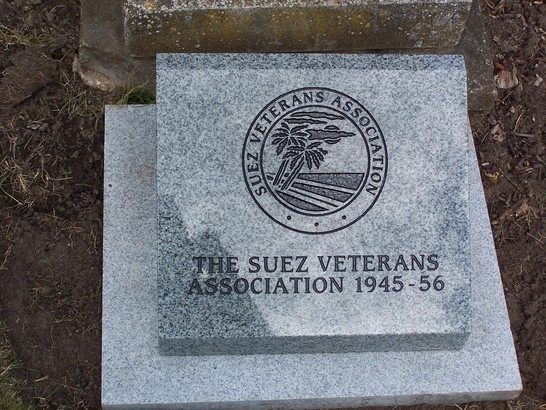 SUEZ VETERANS ASSOCIATION
THE SUEZ VETERANS
ASSOCIATION 1945-56